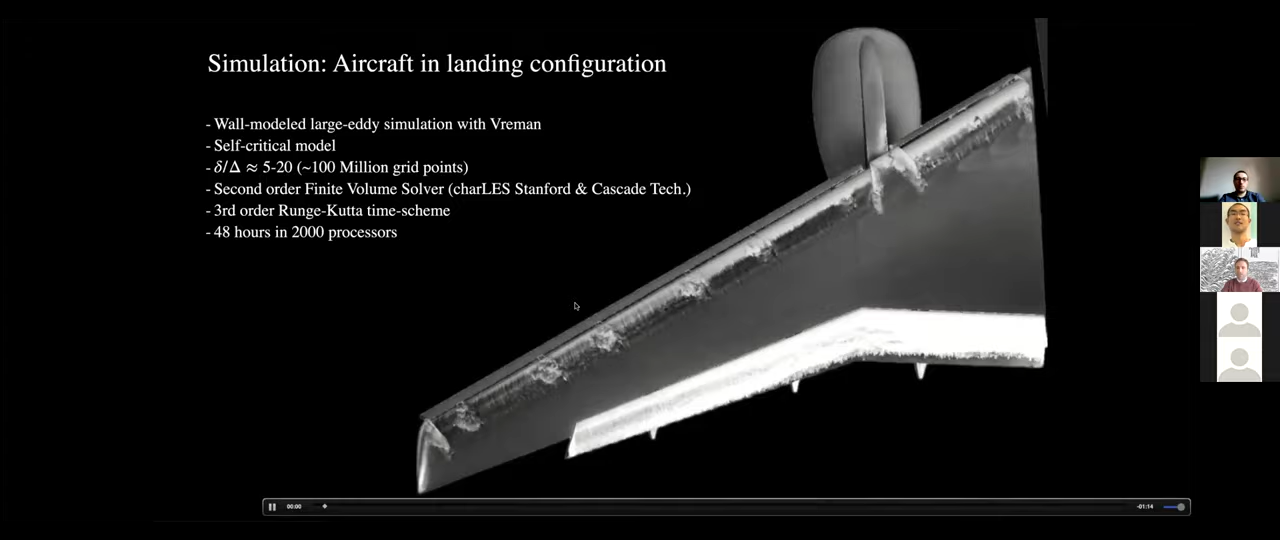 Simulation: Aircraft in landing configuration
- Wall-modeled large-eddy simulation with Vreman
- Self-critical model
- δ/Δ ≈ 5-20 (~100 Million grid points)
- Second order Finite Volume Solver (charLES Stanford & Cascade Tech.)
- 3rd order Runge-Kutta time-scheme
- 48 hours in 2000 processors
00:00
-01:14